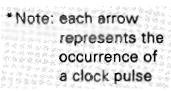 *Note: each arrow
represents the
occurrence of
a clock pulse